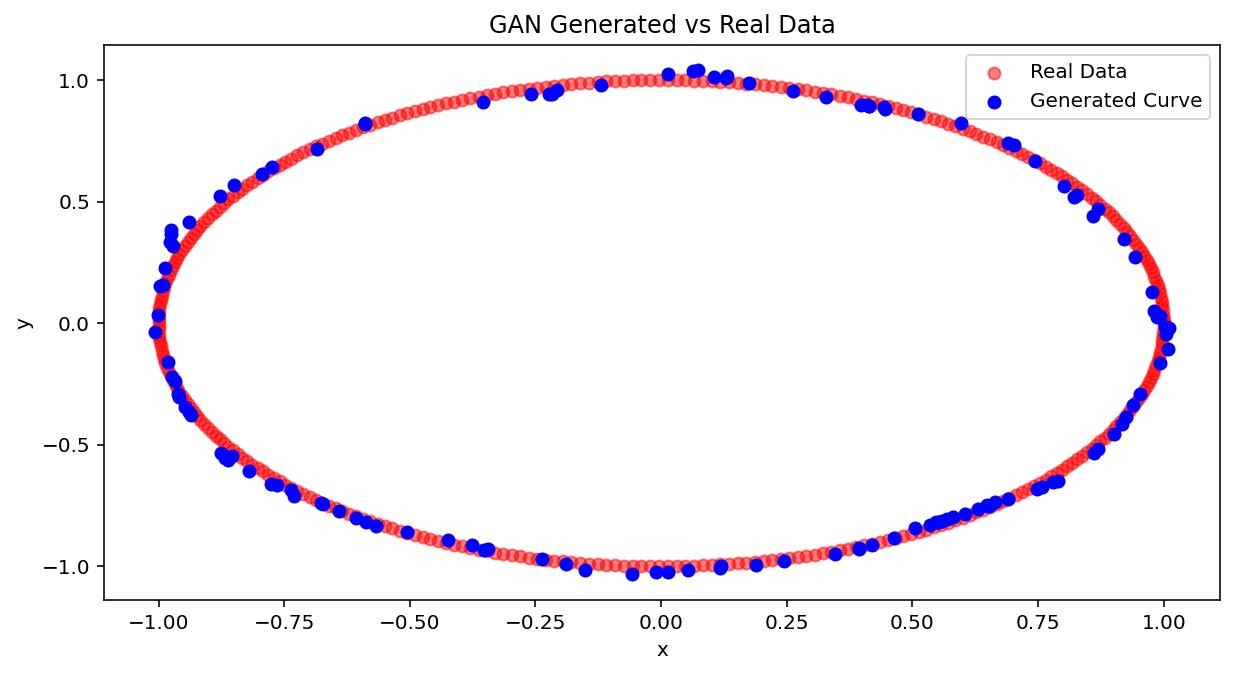 GAN Generated vs Real Data
Real Data
Generated Curve
1.0
0.5
0.0
−0.5
−1.0
y
−1.00 −0.75 −0.50 −0.25 0.00 0.25 0.50 0.75 1.00
x